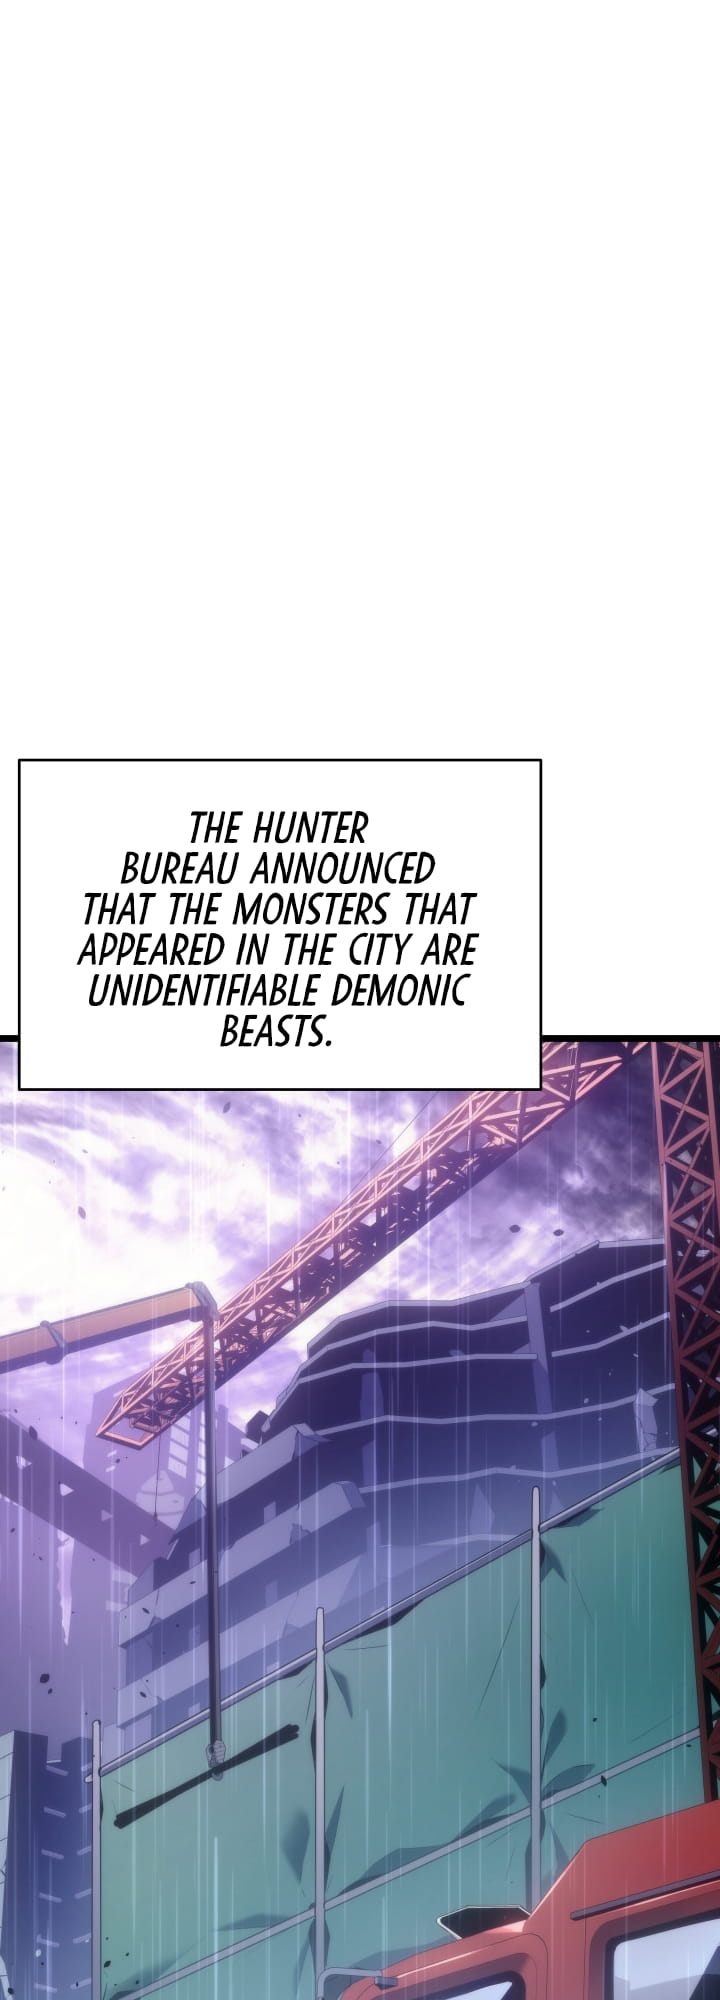 THE HUNTER
BUREAU ANNOUNCED
THAT THE MONSTERS THAT
APPEARED IN THE CITY ARE
UNIDENTIFIABLE DEMONIC
BEASTS.